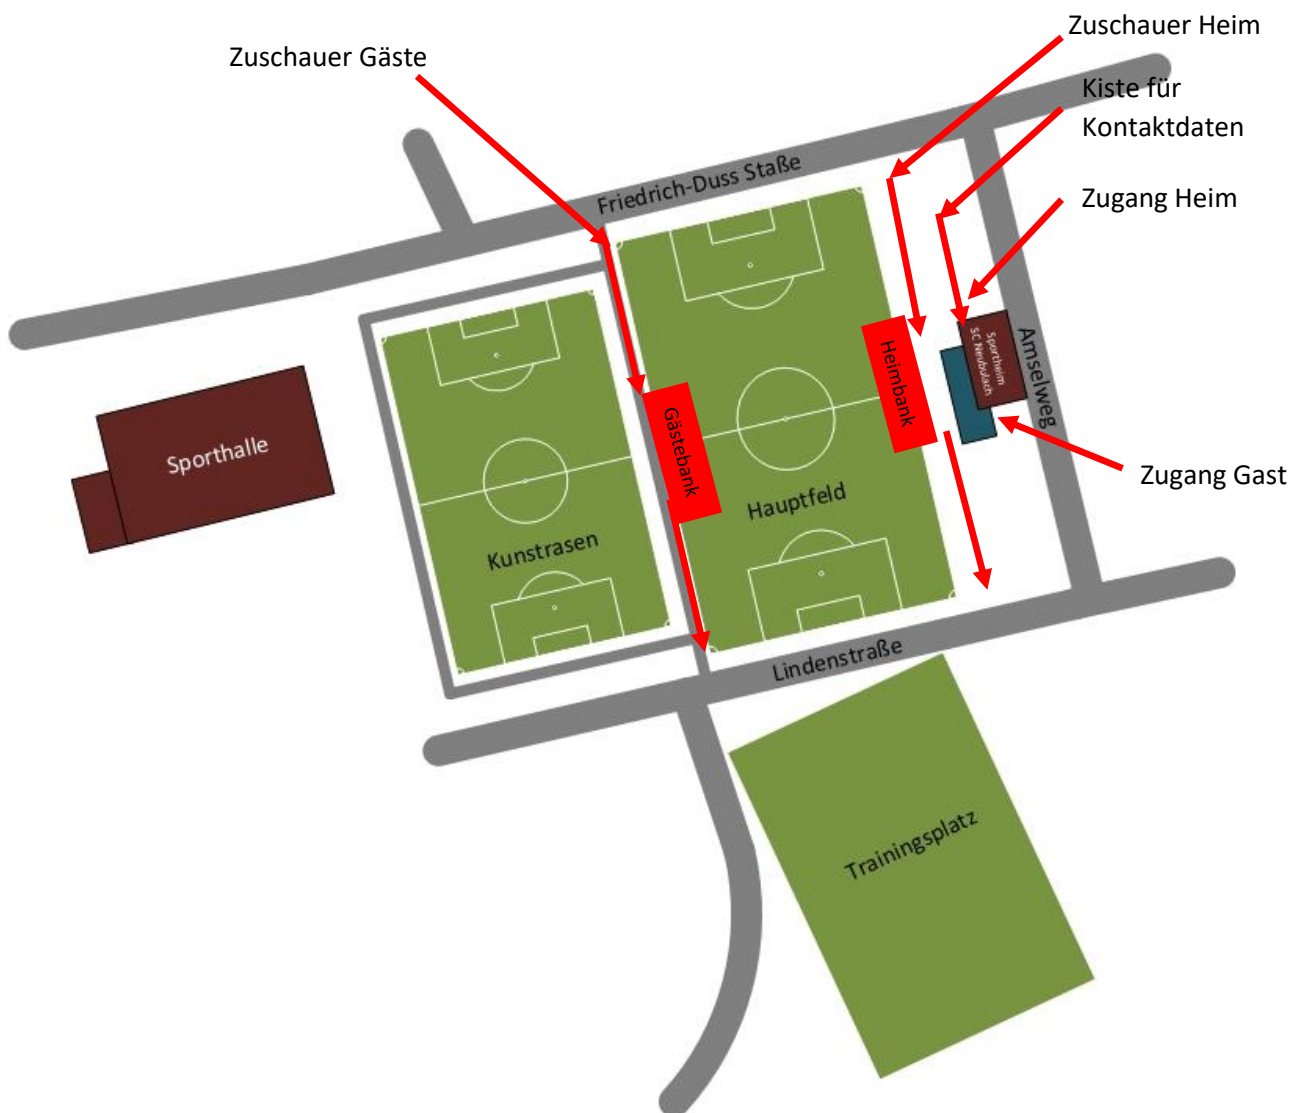 Zuschauer Heim
Zuschauer Gäste
Kiste für
Kontaktdaten
Friedrich-Duss Staße
Zugang Heim
Sportheim
SC Neubulach
Amselweg
Heimbank
Gästebank
Sporthalle
Zugang Gast
Hauptfeld
Kunstrasen
Lindenstraße
Trainingsplatz